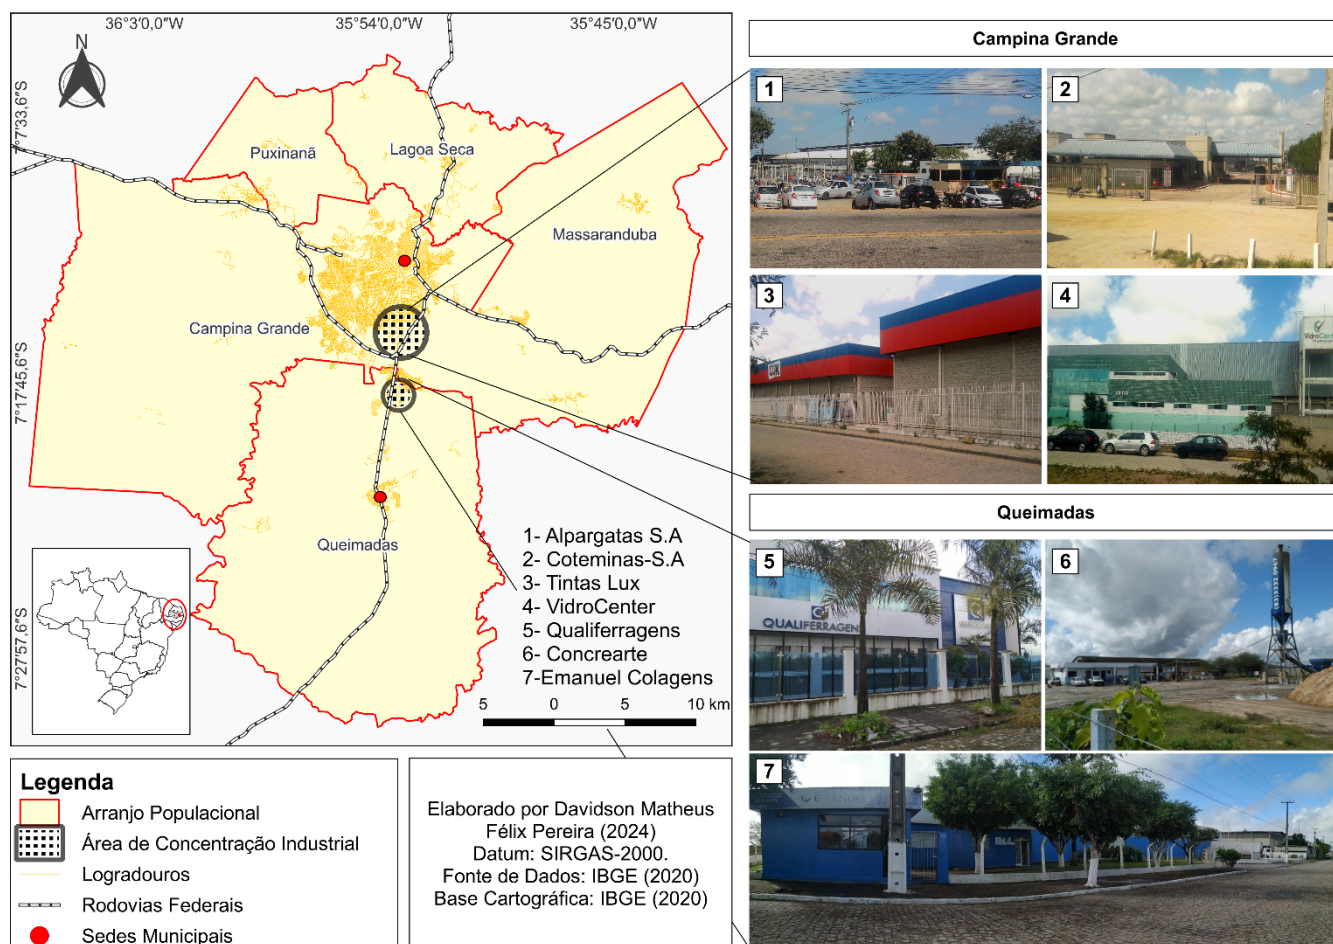 36°3'0,0"W
35°54'0,0"W
35°45'0,0"W
7°7'33,6"S
7°17'45,6"S
7°27'57,6"S
N
Puxinanã
Lagoa Seca
Massaranduba
Campina Grande
Queimadas
1- Alpargatas S.A
2- Coteminas-S.A
3- Tintas Lux
4- VidroCenter
5- Qualiferragens
6- Concrearte
7-Emanuel Colagens
5 0 5 10 km
Legenda
Arranjo Populacional
Área de Concentração Industrial
Logradouros
Rodovias Federais
Sedes Municipais
Elaborado por Davidson Matheus
Félix Pereira (2024)
Datum: SIRGAS-2000.
Fonte de Dados: IBGE (2020)
Base Cartográfica: IBGE (2020)
Campina Grande
1
2
3
4
VidroCenter
Queimadas
5
QUALIFERRAGENS
6
7
EMANUEL